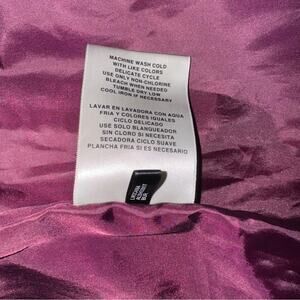 MACHINE WASH COLD
WITH LIKE COLORS
DELICATE CYCLE
USE ONLY NON-CHLORINE
BLEACH WHEN NEEDED
TUMBLE DRY LOW
COOL IRON IF NECESSARY
LAVAR EN LAVADORA CON AGUA
FRIA Y COLORES IGUALES
CICLO DELICADO
USE SOLO BLANQUEADOR
SIN CLORO SI NECESITA
SECADORA CICLO SUAVE
PLANCHA FRIA SI ES NECESARIO